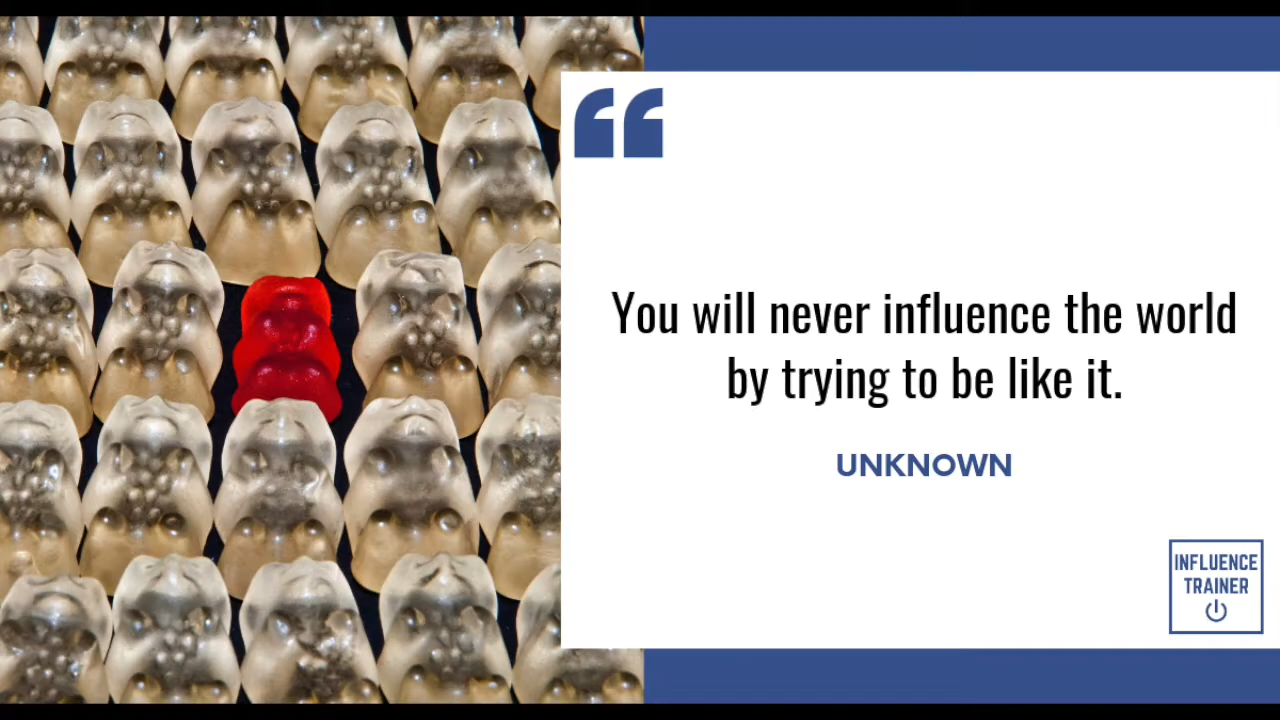 “
You will never influence the world
by trying to be like it.
UNKNOWN
INFLUENCE
TRAINER